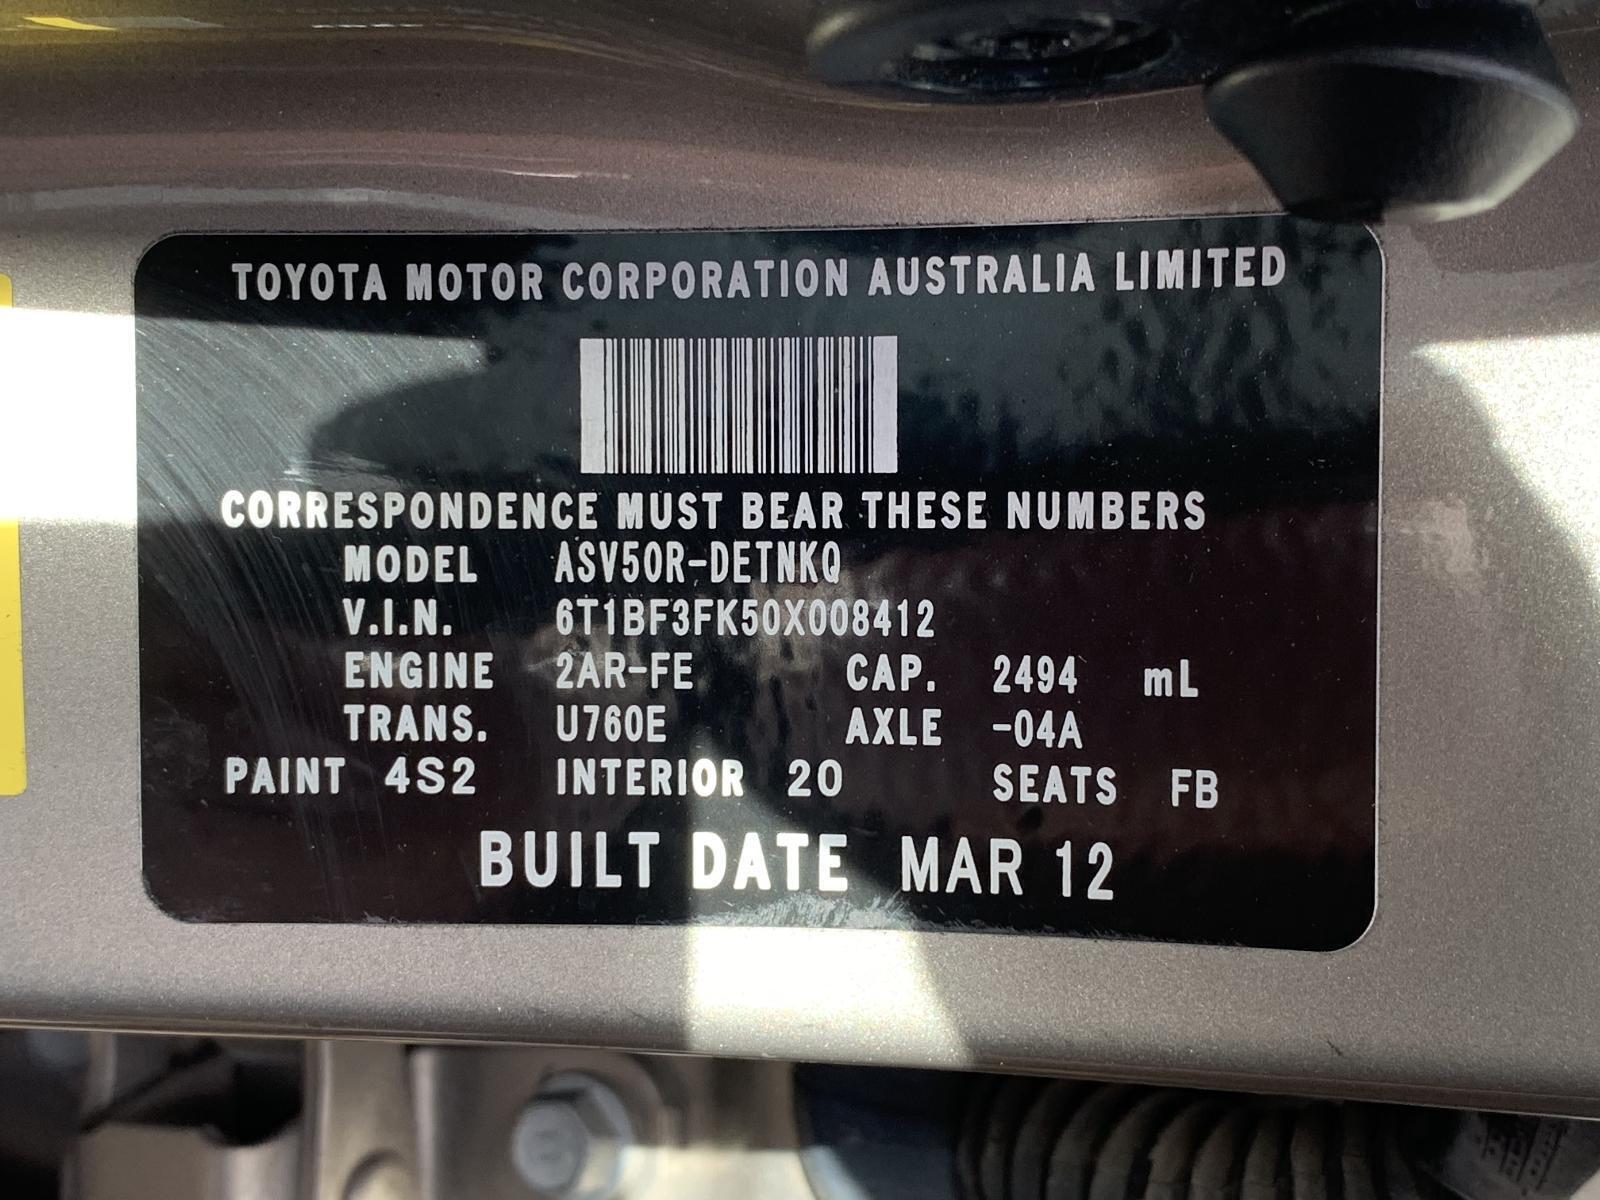 TOYOTA MOTOR CORPORATION AUSTRALIA LIMITED
CORRESPONDENCE MUST BEAR THESE NUMBERS
MODEL ASV50R-DETNKQ
V.I.N. 6T1BF3FK50X008412
ENGINE 2AR-FE CAP. 2494 mL
TRANS. U760E AXLE -04A
PAINT 4S2 INTERIOR 20 SEATS FB
BUILT DATE MAR 12